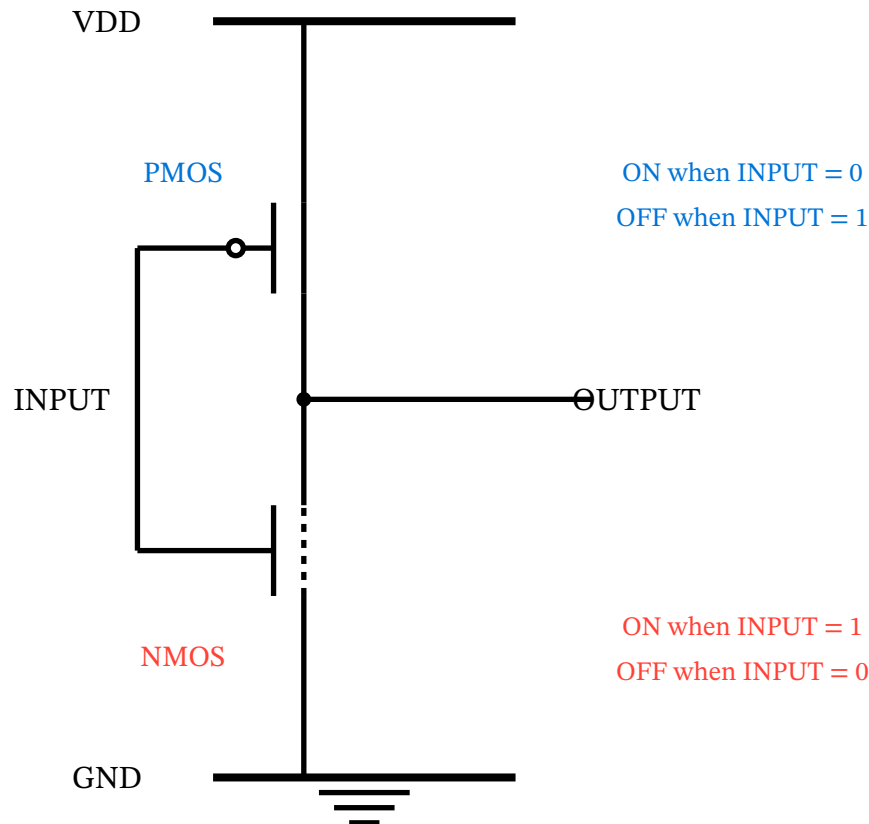 VDD
PMOS
ON when INPUT = 0
OFF when INPUT = 1
INPUT
OUTPUT
ON when INPUT = 1
NMOS
OFF when INPUT = 0
GND